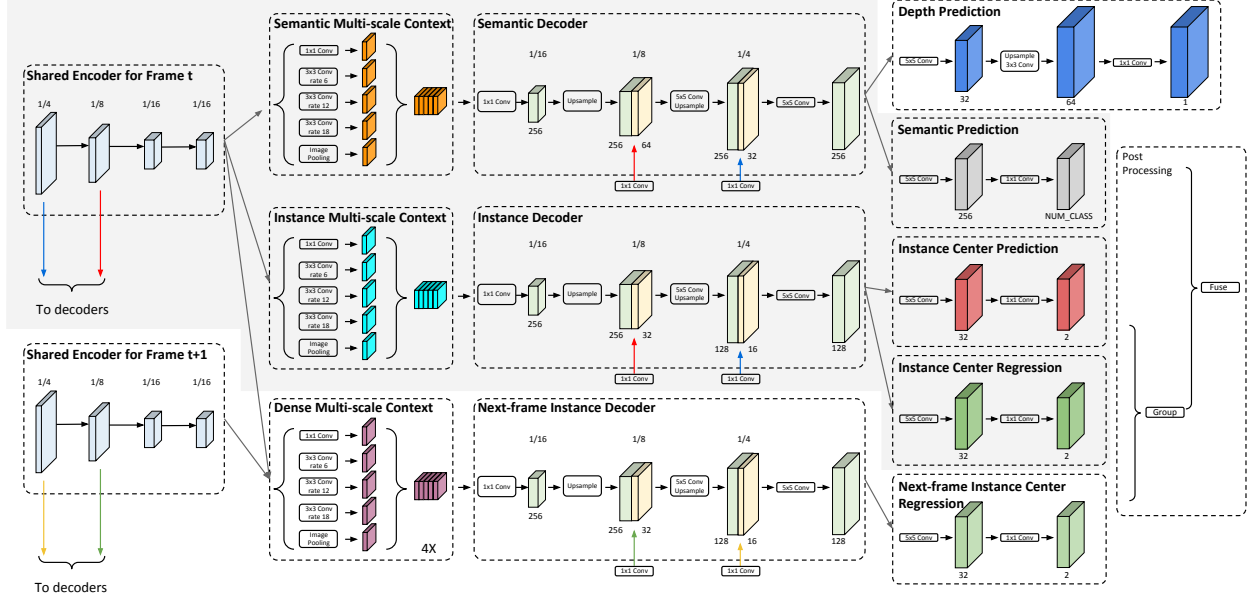 Shared Encoder for Frame t
1/4
1/8
1/16
1/16
To decoders
Shared Encoder for Frame t+1
1/4
1/8
1/16
1/16
To decoders
Semantic Multi-scale Context
1x1 Conv
3x3 Conv
rate 6
3x3 Conv
rate 12
3x3 Conv
rate 18
Image
Pooling
Semantic Decoder
1/16
1/8
1/4
1x1 Conv
256
Upsample
256
64
5x5 Conv
Upsample
256
32
5x5 Conv
256
1x1 Conv
1x1 Conv
Instance Multi-scale Context
1x1 Conv
3x3 Conv
rate 6
3x3 Conv
rate 12
3x3 Conv
rate 18
Image
Pooling
Instance Decoder
1/16
1/8
1/4
1x1 Conv
256
Upsample
256
32
5x5 Conv
Upsample
128
16
5x5 Conv
128
1x1 Conv
1x1 Conv
Dense Multi-scale Context
1x1 Conv
3x3 Conv
rate 6
3x3 Conv
rate 12
3x3 Conv
rate 18
Image
Pooling
4X
Next-frame Instance Decoder
1/16
1/8
1/4
1x1 Conv
256
Upsample
256
32
5x5 Conv
Upsample
128
16
5x5 Conv
128
1x1 Conv
1x1 Conv
Depth Prediction
5x5 Conv
32
Upsample
3x3 Conv
64
1x1 Conv
1
Semantic Prediction
5x5 Conv
256
1x1 Conv
NUM_CLASS
Instance Center Prediction
5x5 Conv
32
1x1 Conv
2
Instance Center Regression
5x5 Conv
32
1x1 Conv
2
Next-frame Instance Center
Regression
5x5 Conv
32
1x1 Conv
2
Post
Processing
Fuse
Group